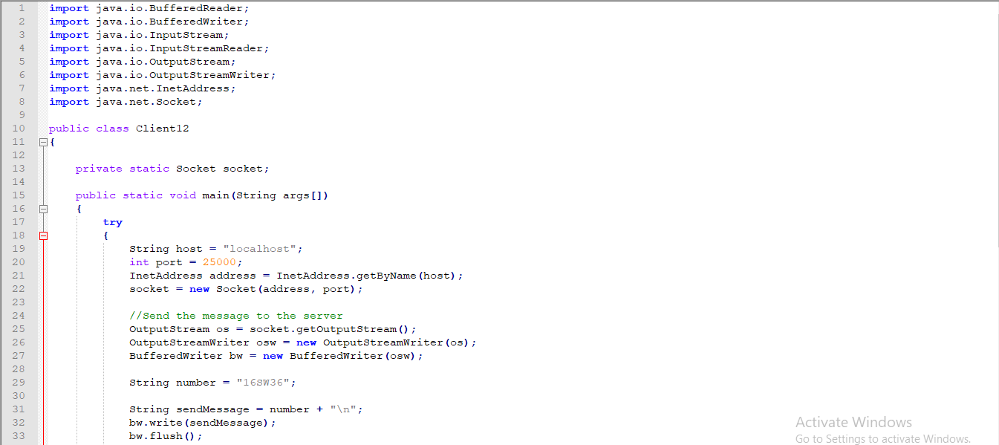 1 import java.io.BufferedReader;
2 import java.io.BufferedWriter;
3 import java.io.InputStream;
4 import java.io.InputStreamReader;
5 import java.io.OutputStream;
6 import java.io.OutputStreamWriter;
7 import java.net.InetAddress;
8 import java.net.Socket;
9
10 public class Client12
11 {
12
13     private static Socket socket;
14
15     public static void main(String args[])
16     {
17         try
18         {
19             String host = "localhost";
20             int port = 25000;
21             InetAddress address = InetAddress.getByName(host);
22             socket = new Socket(address, port);
23
24             //Send the message to the server
25             OutputStream os = socket.getOutputStream();
26             OutputStreamWriter osw = new OutputStreamWriter(os);
27             BufferedWriter bw = new BufferedWriter(osw);
28
29             String number = "16SW36";
30
31             String sendMessage = number + "\n";
32             bw.write(sendMessage);
33             bw.flush();
Activate Windows
Go to Settings to activate Windows.